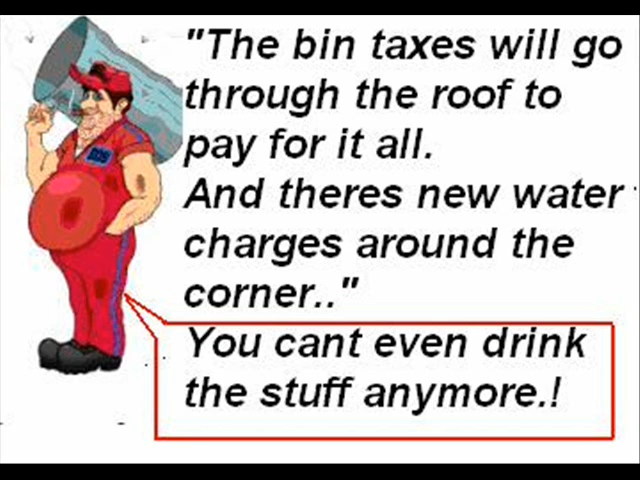 "The bin taxes will go
through the roof to
pay for it all.
And theres new water
charges around the
corner.."
You cant even drink
the stuff anymore.!